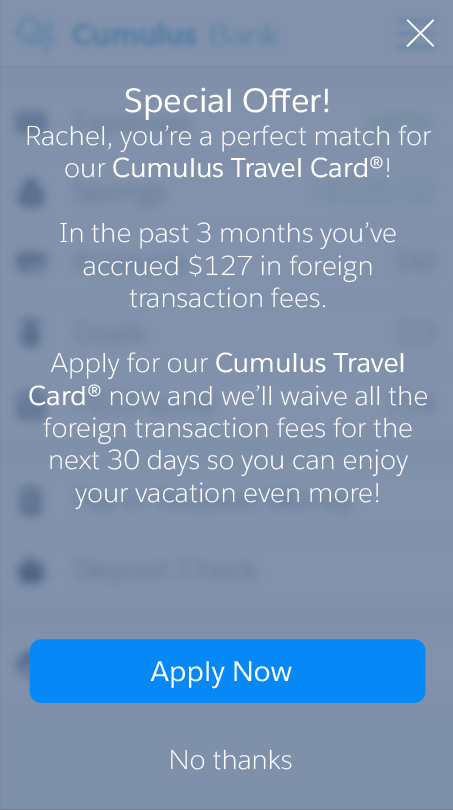 Cumulus Bank
Special Offer!
Rachel, you’re a perfect match for
our Cumulus Travel Card®!
In the past 3 months you’ve
accrued $127 in foreign
transaction fees.
Apply for our Cumulus Travel
Card® now and we’ll waive all the
foreign transaction fees for the
next 30 days so you can enjoy
your vacation even more!
Savings
Goals
Deposit Check
Apply Now
No thanks